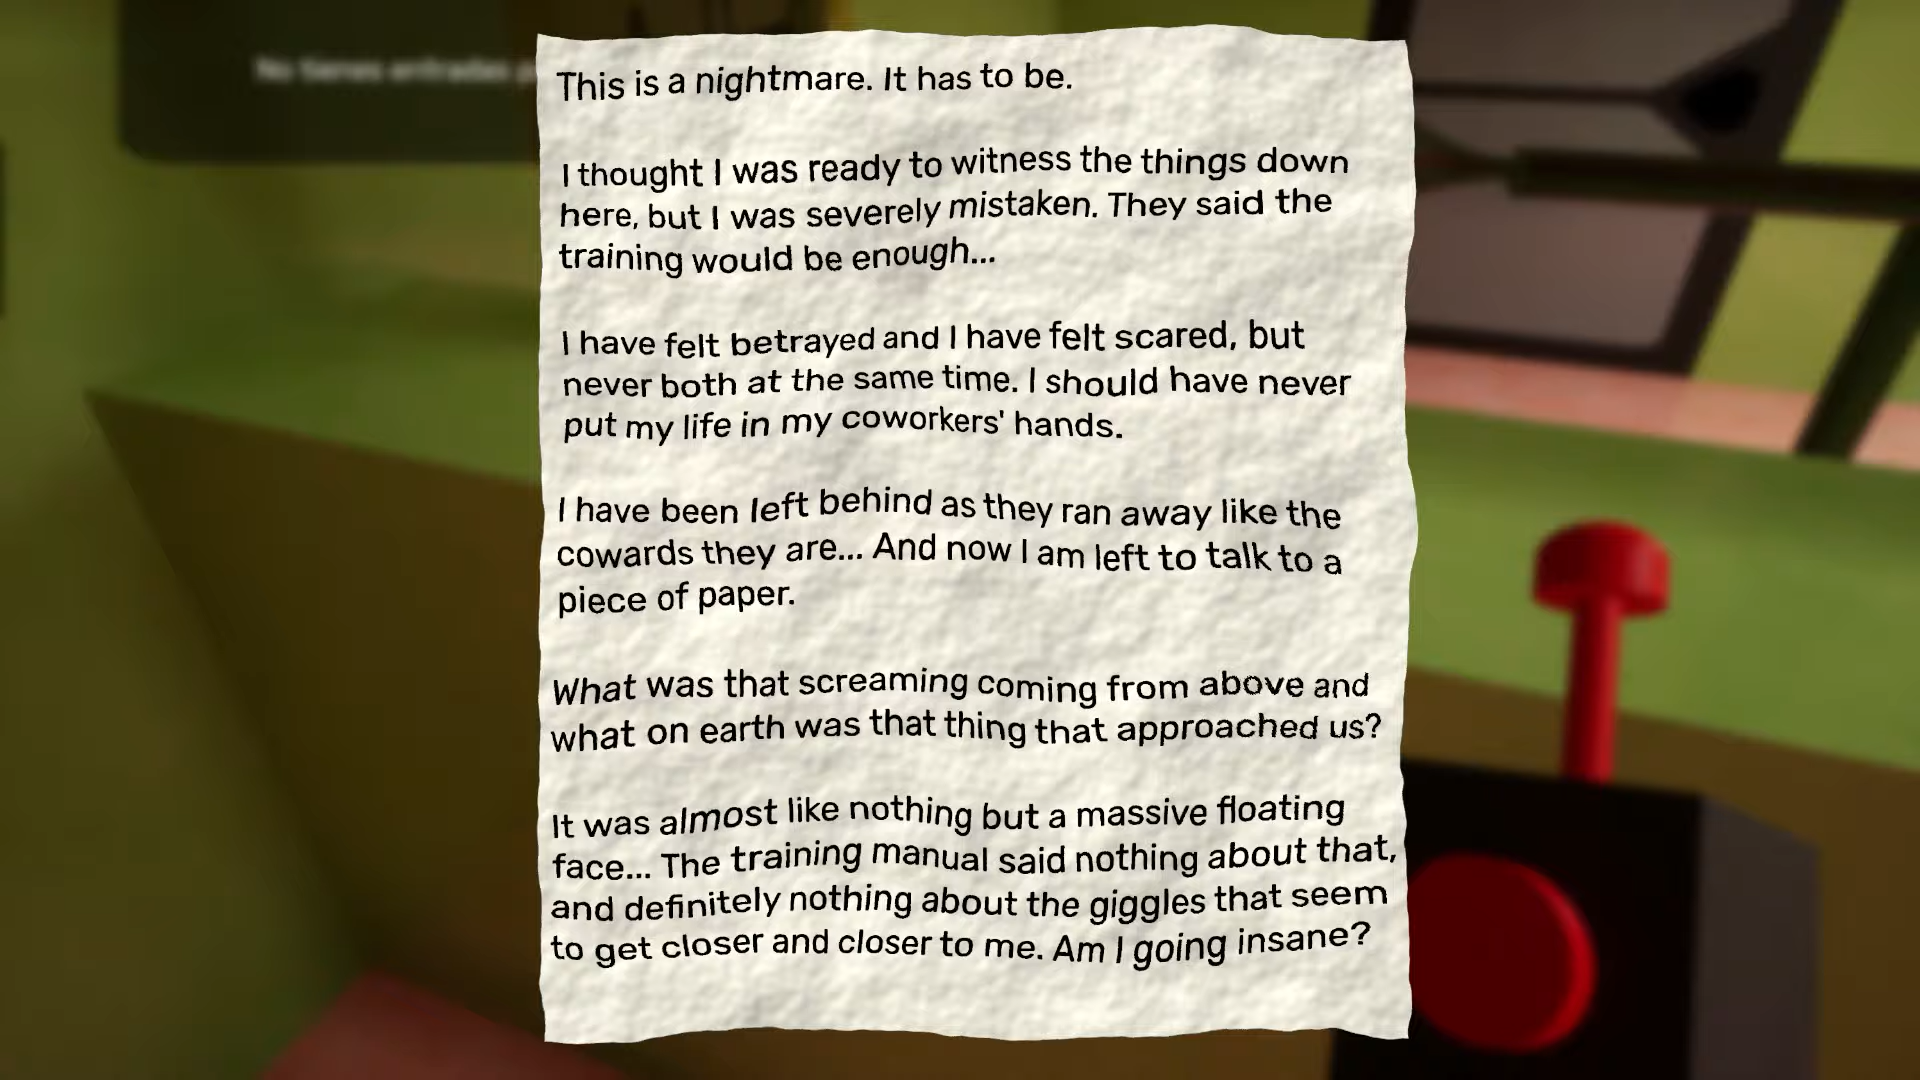 No tienes entradas
This is a nightmare. It has to be.
I thought I was ready to witness the things down
here, but I was severely mistaken. They said the
training would be enough...
I have felt betrayed and I have felt scared, but
never both at the same time. I should have never
put my life in my coworkers' hands.
I have been left behind as they ran away like the
cowards they are... And now I am left to talk to a
piece of paper.
What was that screaming coming from above and
what on earth was that thing that approached us?
It was almost like nothing but a massive floating
face... The training manual said nothing about that,
and definitely nothing about the giggles that seem
to get closer and closer to me. Am I going insane?